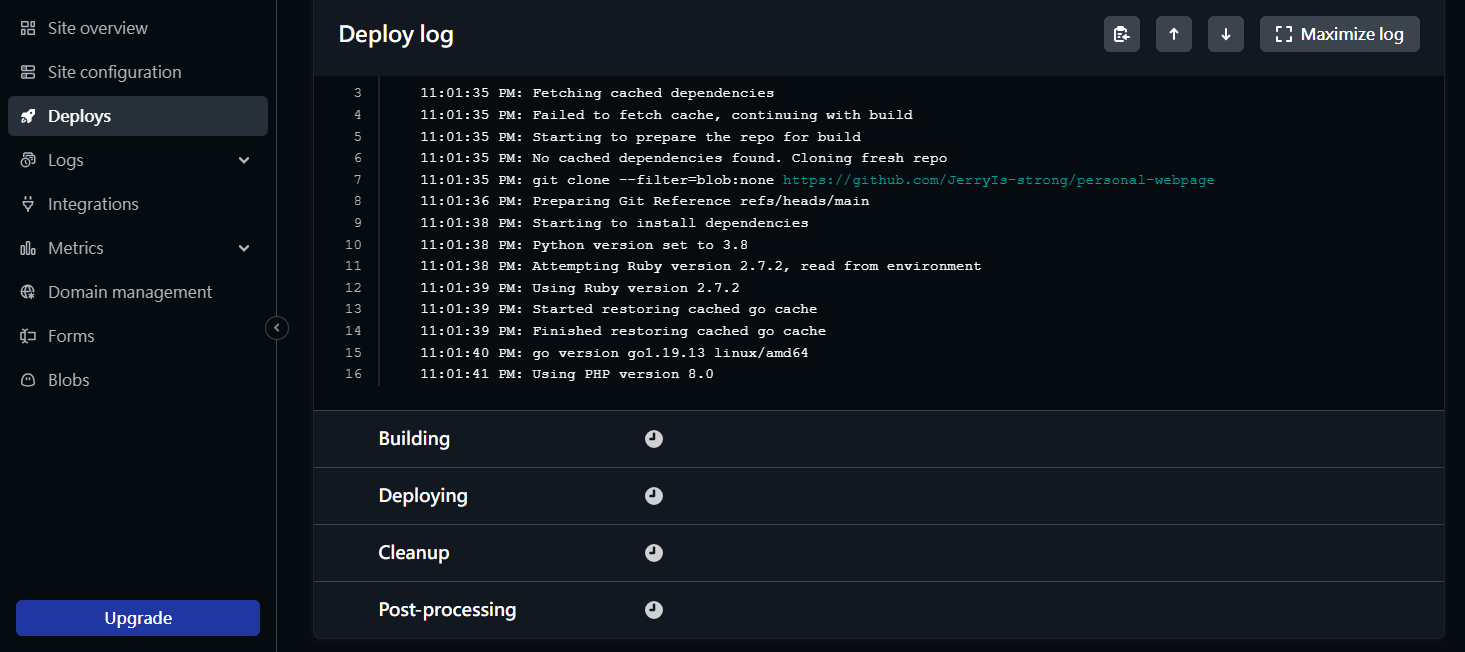 Site overview
Site configuration
Deploys
Logs
Integrations
Metrics
Domain management
Forms
Blobs
Upgrade
Deploy log
Maximize log
3 11:01:35 PM: Fetching cached dependencies
4 11:01:35 PM: Failed to fetch cache, continuing with build
5 11:01:35 PM: Starting to prepare the repo for build
6 11:01:35 PM: No cached dependencies found. Cloning fresh repo
7 11:01:35 PM: git clone --filter=blob:none https://github.com/JerryIs-strong/personal-webpage
8 11:01:36 PM: Preparing Git Reference refs/heads/main
9 11:01:38 PM: Starting to install dependencies
10 11:01:38 PM: Python version set to 3.8
11 11:01:38 PM: Attempting Ruby version 2.7.2, read from environment
12 11:01:39 PM: Using Ruby version 2.7.2
13 11:01:39 PM: Started restoring cached go cache
14 11:01:39 PM: Finished restoring cached go cache
15 11:01:40 PM: go version go1.19.13 linux/amd64
16 11:01:41 PM: Using PHP version 8.0
Building
Deploying
Cleanup
Post-processing